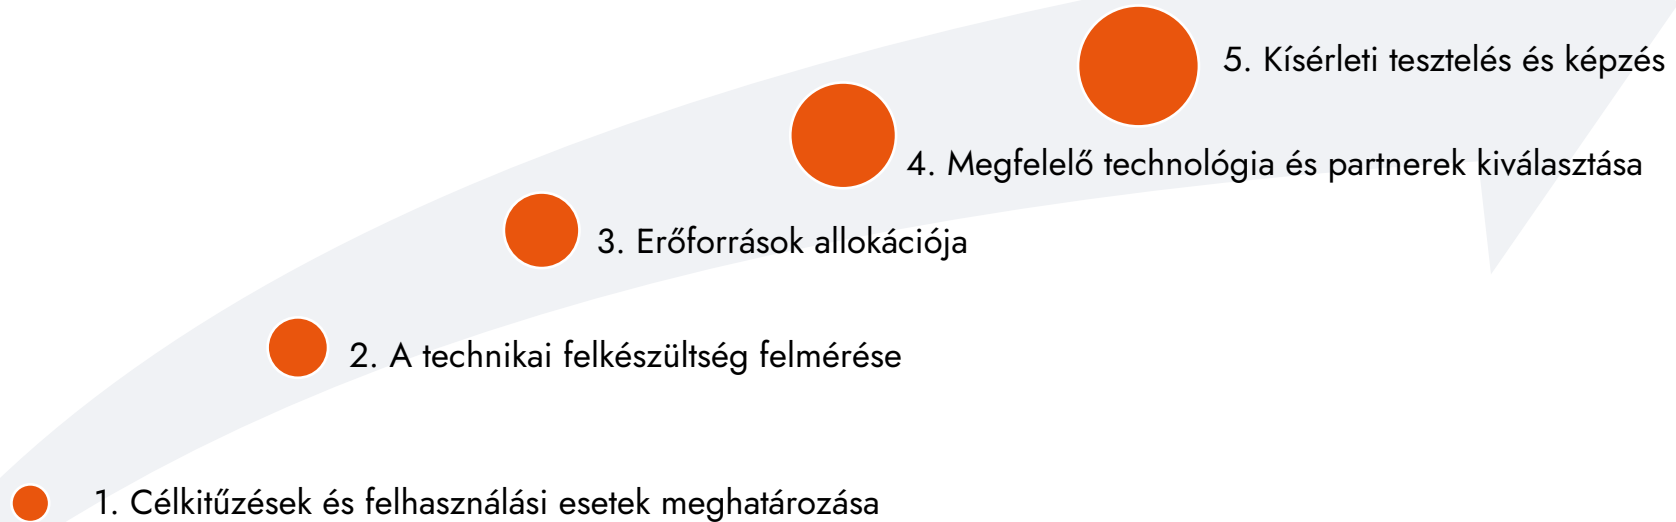 5. Kísérleti tesztelés és képzés
4. Megfelelő technológia és partnerek kiválasztása
3. Erőforrások allokációja
2. A technikai felkészültség felmérése
1. Célkitűzések és felhasználási esetek meghatározása